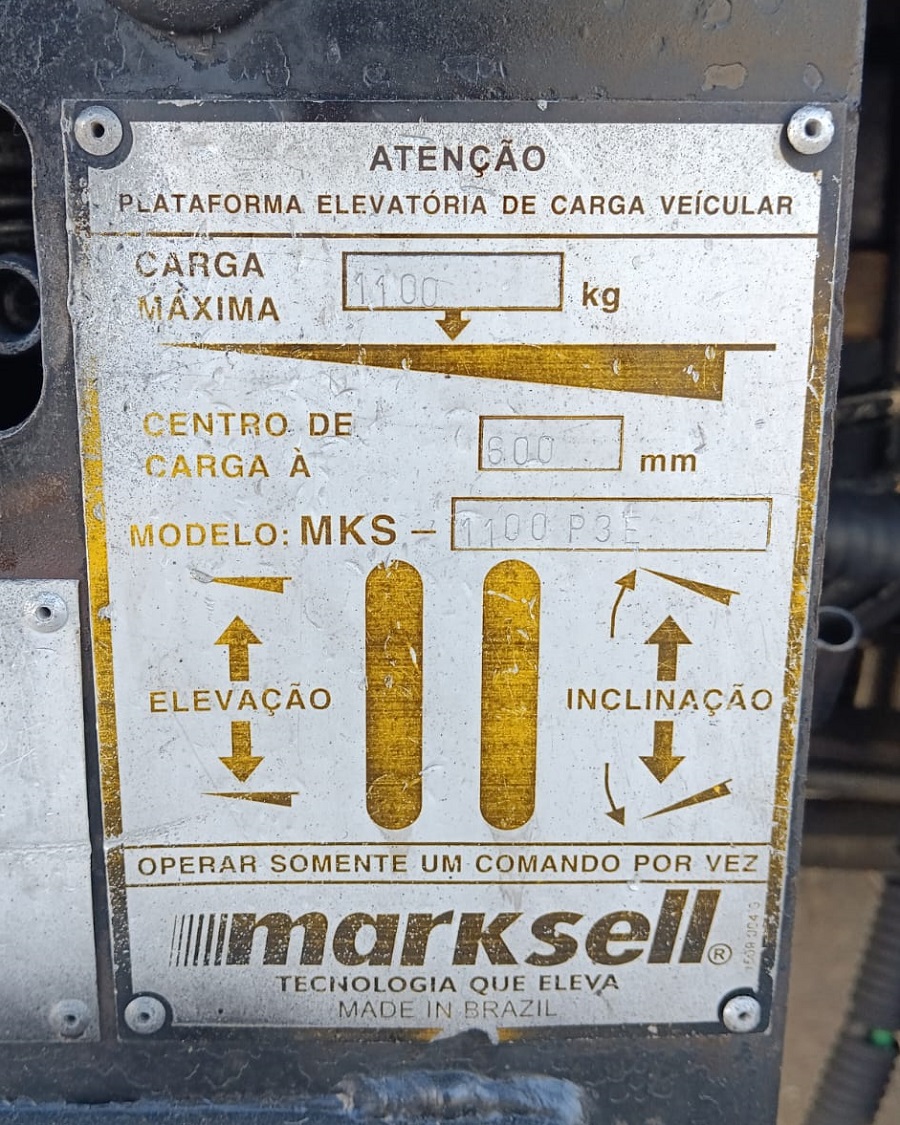 ATENÇÃO
PLATAFORMA ELEVATÓRIA DE CARGA VEÍCULAR
CARGA
MÁXIMA
1100 kg
CENTRO DE
CARGA À
600 mm
MODELO: MKS – 1100 P3E
ELEVAÇÃO INCLINAÇÃO
OPERAR SOMENTE UM COMANDO POR VEZ
marksell®
TECNOLOGIA QUE ELEVA
MADE IN BRAZIL